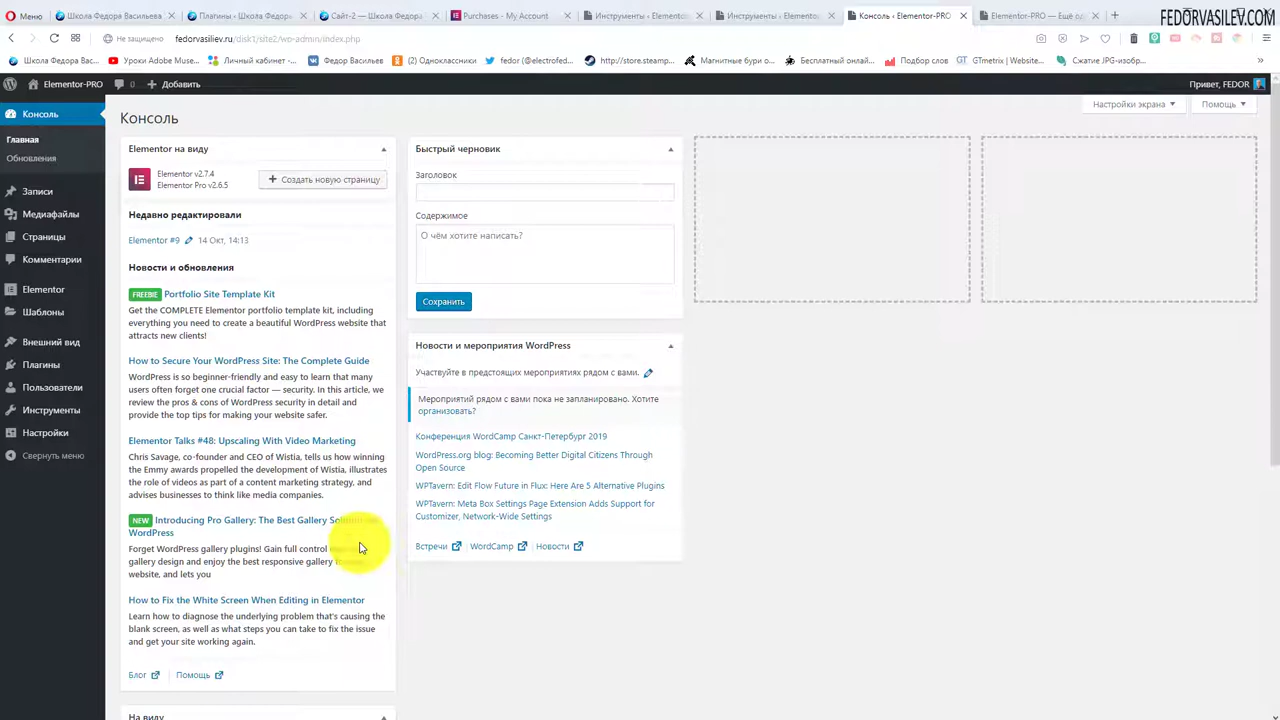 Меню
Школа Федора Васильева
Плагины ‹ Школа Федор
Сайт-2 — Школа Федора
Purchases - My Account
Инструменты ‹ Elementor
Инструменты ‹ Elementor
Консоль ‹ Elementor-PRO
Elementor-PRO — Ещё од
FEDORVASILEV.COM
Не защищено
fedorvasiliev.ru/disk1/site2/wp-admin/index.php
Школа Федора Васил...
Уроки Adobe Muse...
Личный кабинет -...
Федор Васильев
(2) Одноклассники
fedor (@electrofed...
http://store.steamp...
Магнитные бури о...
Бесплатный онлай...
Подбор слов
GTmetrix | Website...
Сжатие JPG-изобр...
Elementor-PRO
0
Добавить
Привет, FEDOR
Консоль
Главная
Обновления
Записи
Медиафайлы
Страницы
Комментарии
Elementor
Шаблоны
Внешний вид
Плагины
Пользователи
Инструменты
Настройки
Свернуть меню
Настройки экрана
Помощь
Консоль
Elementor на виду
Elementor v2.7.4
Elementor Pro v2.6.5
Создать новую страницу
Недавно редактировали
Elementor #9
14 Окт, 14:13
Новости и обновления
FREEBIE Portfolio Site Template Kit
Get the COMPLETE Elementor portfolio template kit, including
everything you need to create a beautiful WordPress website that
attracts new clients!
How to Secure Your WordPress Site: The Complete Guide
WordPress is so beginner-friendly and easy to learn that many
users often forget one crucial factor — security. In this article, we
review the pros & cons of WordPress security in detail and
provide the top tips for making your website safer.
Elementor Talks #48: Upscaling With Video Marketing
Chris Savage, co-founder and CEO of Wistia, tells us how winning
the Emmy awards propelled the development of Wistia, illustrates
the role of videos as part of a content marketing strategy, and
advises businesses to think like media companies.
NEW Introducing Pro Gallery: The Best Gallery
WordPress
Forget WordPress gallery plugins! Gain full control
gallery design and enjoy the best responsive gallery
website, and lets you
How to Fix the White Screen When Editing in Elementor
Learn how to diagnose the underlying problem that's causing the
blank screen, as well as what steps you can take to fix the issue
and get your site working again.
Блог
Помощь
На виду
Быстрый черновик
Заголовок
Содержимое
О чём хотите написать?
Сохранить
Новости и мероприятия WordPress
Участвуйте в предстоящих мероприятиях рядом с вами.
Мероприятий рядом с вами пока не запланировано. Хотите
организовать?
Конференция WordCamp Санкт-Петербург 2019
WordPress.org blog: Becoming Better Digital Citizens Through
Open Source
WPTavern: Edit Flow Future in Flux: Here Are 5 Alternative Plugins
WPTavern: Meta Box Settings Page Extension Adds Support for
Customizer, Network-Wide Settings
Встречи
WordCamp
Новости